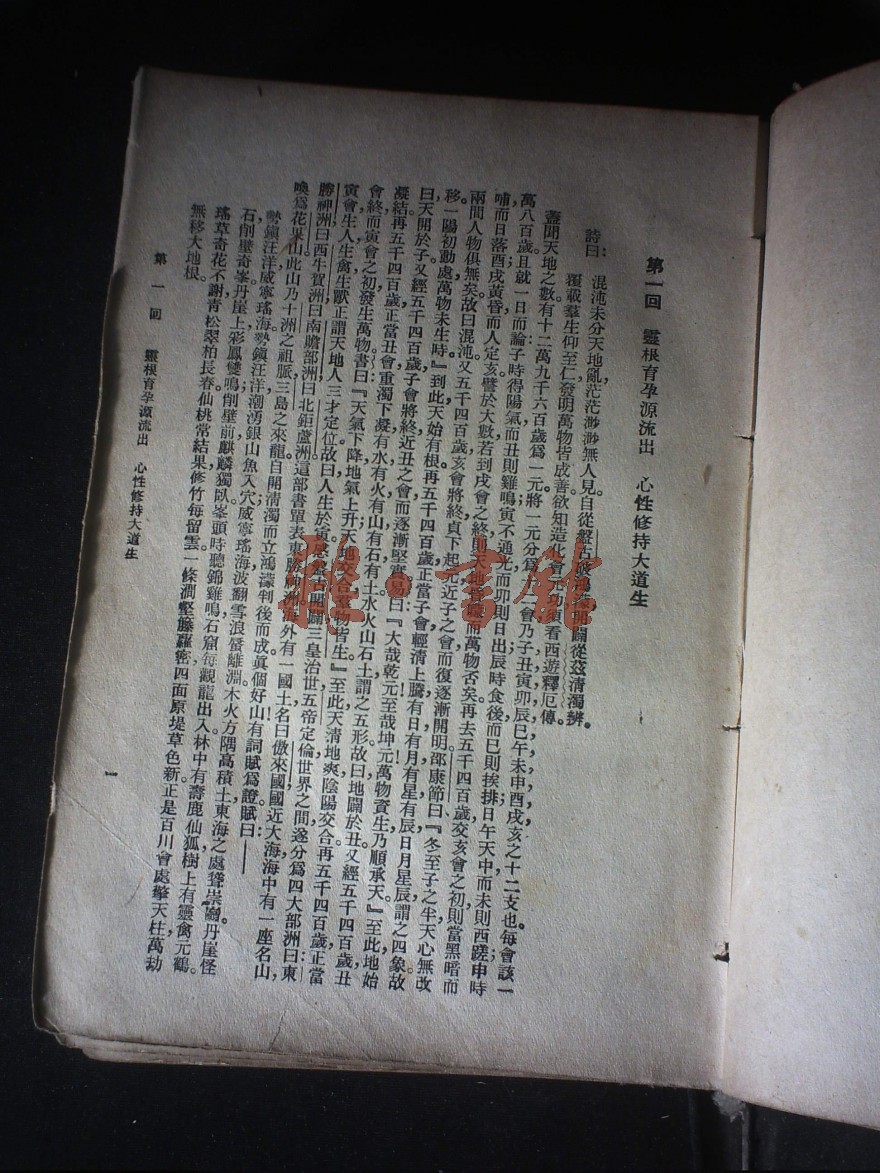 第一回　靈根育孕源流出　心性修持大道生
詩曰：混沌未分天地亂，茫茫渺渺無人見。自從盤古破鴻濛，開闢從茲清濁辨。
覆載羣生仰至仁，發明萬物皆成善。欲知造化會元功，須看西遊釋厄傳。
蓋聞天地之數，有十二萬九千六百歲爲一元。將一元分爲十二會，乃子丑寅卯辰巳午未申酉戌亥之十二支也。每會該一
萬八百歲。且就一日而論：子時得陽氣而丑則雞鳴；寅不通光，而卯則日出；辰時食後，而巳則挨排；日午天中，而未則西蹉；申時
晡而日落酉；戌黃昏而人定亥。譬於大數，若到戌會之終，則天地昏曚而萬物否矣。再去五千四百歲，交亥會之初，則當黑暗，而
兩間人物俱無矣，故曰混沌。又五千四百歲，亥會將終，貞下起元，近子之會，而復逐漸開明。邵康節曰：『冬至子之半，天心無改
移。一陽初動處，萬物未生時。』到此天始有根。再五千四百歲，正當子會，輕清上騰，有日有月有星有辰。日月星辰，謂之四象。故
曰天開於子。又經五千四百歲，子會將終，近丑之會，而逐漸堅實。易曰：『大哉乾元！至哉坤元！萬物資生，乃順承天。』至此，地始
凝結。再五千四百歲，正當丑會，重濁下凝，有水有火有山有石有土。水火山石土，謂之五形。故曰地闢於丑。又經五千四百歲，丑
會終而寅會之初，發生萬物。書曰：『天氣下降，地氣上升；天地交合，羣物皆生。』至此，天清地爽，陰陽交合。再五千四百歲，正當
寅會，生人生禽生獸，正謂天地人三才定位。故曰人生於寅。感盤古開闢，三皇治世，五帝定倫，世界之間，遂分爲四大部洲：曰東
勝神洲，曰西牛賀洲，曰南贍部洲，曰北鉅蘆洲。這部書單表東勝神洲。海外有一國土，名曰傲來國。國近大海，海中有一座名山，
喚爲花果山。此山乃十洲之祖脈，三島之來龍，自開清濁而立，鴻濛判後而成。眞個好山！有詞賦爲證。賦曰：——
勢鎭汪洋，威寧瑤海。勢鎭汪洋，潮湧銀山魚入穴；威寧瑤海，波翻雪浪蜃離淵。木火方隅高積土，東海之處聳崇巓。丹崖怪
石，削壁奇峯。丹崖上，彩鳳雙鳴；削壁前，麒麟獨臥。峯頭時聽錦雞鳴，石窟每觀龍出入。林中有壽鹿仙狐，樹上有靈禽元鶴。
瑤草奇花不謝，青松翠柏長春。仙桃常結果，修竹每留雲。一條澗壑藤蘿密，四面原堤草色新。正是百川會處擎天柱，萬劫
無移大地根。
第一回　靈根育孕源流出　心性修持大道生
一